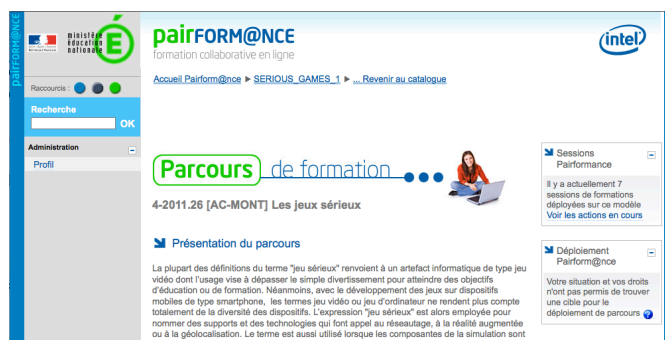 pairFORM@NCE
ministère
éducation
nationale
É
pairFORM@NCE
formation collaborative en ligne
intel
Accueil Pairform@nce ► SERIOUS_GAMES_1 ► ... Revenir au catalogue
Raccourcis :
Recherche
OK
Administration
Profil
Parcours de formation
4-2011.26 [AC-MONT] Les jeux sérieux
Présentation du parcours
La plupart des définitions du terme "jeu sérieux" renvoient à un artefact informatique de type jeu
vidéo dont l'usage vise à dépasser le simple divertissement pour atteindre des objectifs
d'éducation ou de formation. Néanmoins, avec le développement des jeux sur dispositifs
mobiles de type smartphone, les termes jeu vidéo ou jeu d'ordinateur ne rendent plus compte
totalement de la diversité des dispositifs. L'expression "jeu sérieux" est alors employée pour
nommer des supports et des technologies qui font appel au réseautage, à la réalité augmentée
ou à la géolocalisation. Le terme est aussi utilisé lorsque les composantes de la simulation sont
Sessions
Pairformance
Il y a actuellement 7
sessions de formations
déployées sur ce modèle
Voir les actions en cours
Déploiement
Pairform@nce
Votre situation et vos droits
n'ont pas permis de trouver
une cible pour le
déploiement de parcours ?